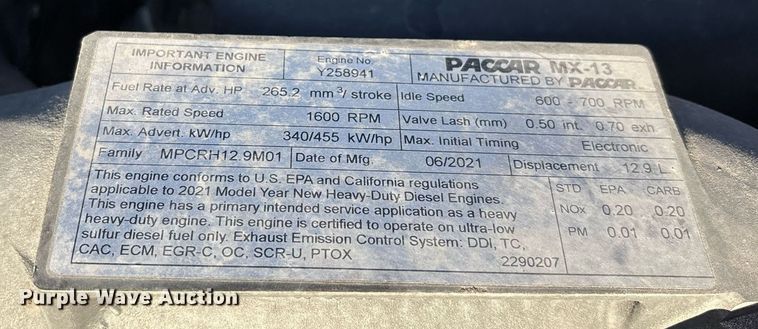 IMPORTANT ENGINE INFORMATION
Engine No
Y258941
PACCAR MX-13
MANUFACTURED BY PACCAR
Fuel Rate at Adv. HP 265.2 mm³/ stroke
Idle Speed 600 - 700 RPM
Max. Rated Speed 1600 RPM
Valve Lash (mm) 0.50 int. 0.70 exh
Max. Advert. kW/hp 340/455 kW/hp
Max. Initial Timing Electronic
Family MPCRH12.9M01
Date of Mfg. 06/2021
Displacement 12.9 L
This engine conforms to U.S. EPA and California regulations
applicable to 2021 Model Year New Heavy-Duty Diesel Engines.
This engine has a primary intended service application as a heavy
heavy-duty engine. This engine is certified to operate on ultra-low
sulfur diesel fuel only. Exhaust Emission Control System: DDI, TC,
CAC, ECM, EGR-C, OC, SCR-U, PTOX
2290207
STD EPA CARB
NOx 0.20 0.20
PM 0.01 0.01
Purple Wave Auction